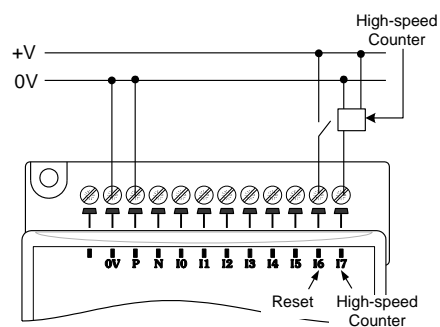 High-speed
Counter
+V
0V
0V P N I0 I1 I2 I3 I4 I5 I6 I7
Reset
High-speed
Counter